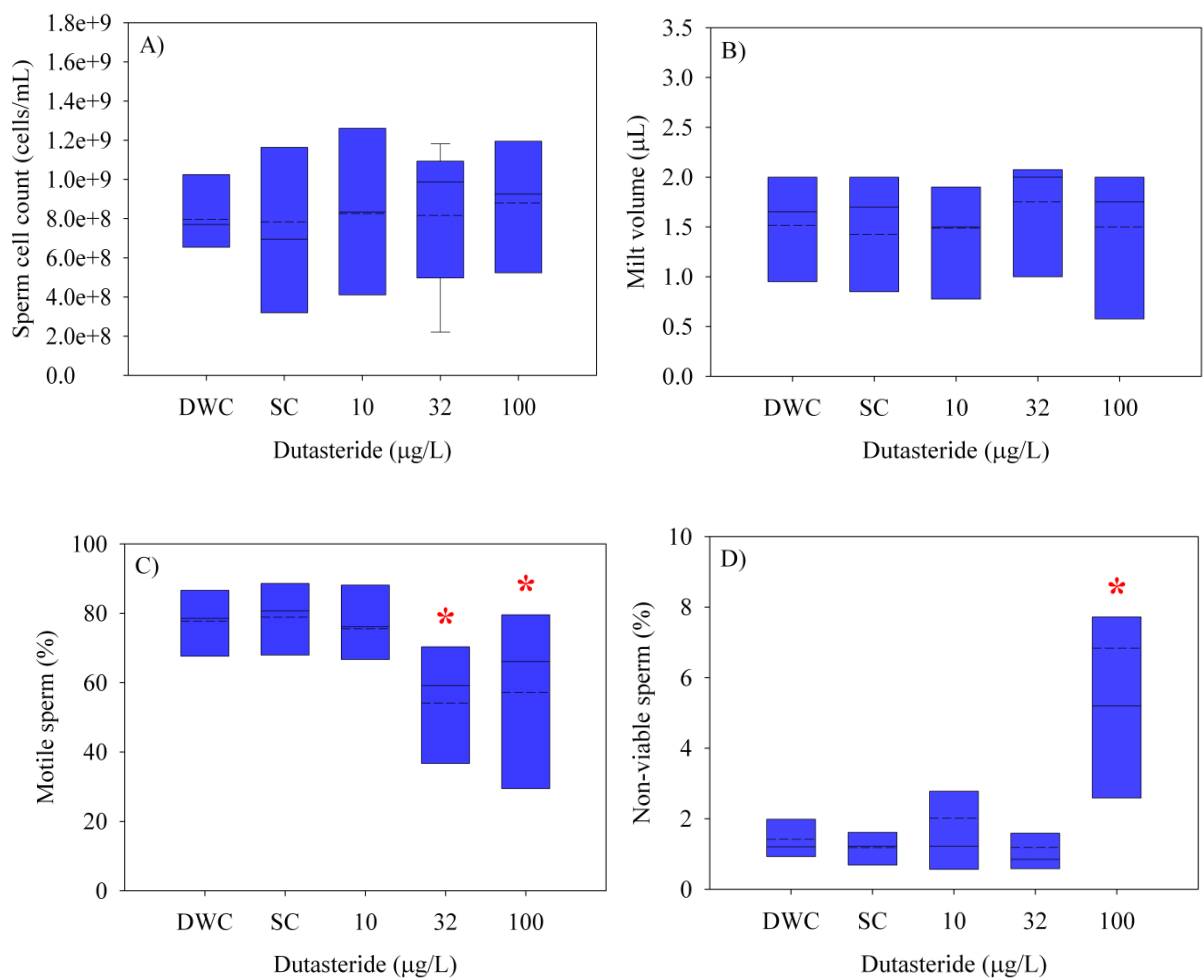 A)
Sperm cell count (cells/mL)
1.8e+9
1.6e+9
1.4e+9
1.2e+9
1.0e+9
8.0e+8
6.0e+8
4.0e+8
2.0e+8
0.0
DWC SC 10 32 100
Dutasteride (μg/L)
B)
Milt volume (μL)
3.5
3.0
2.5
2.0
1.5
1.0
0.5
0.0
DWC SC 10 32 100
Dutasteride (μg/L)
C)
Motile sperm (%)
100
80
60
40
20
0
* *
DWC SC 10 32 100
Dutasteride (μg/L)
D)
Non-viable sperm (%)
10
8
6
4
2
0
*
DWC SC 10 32 100
Dutasteride (μg/L)